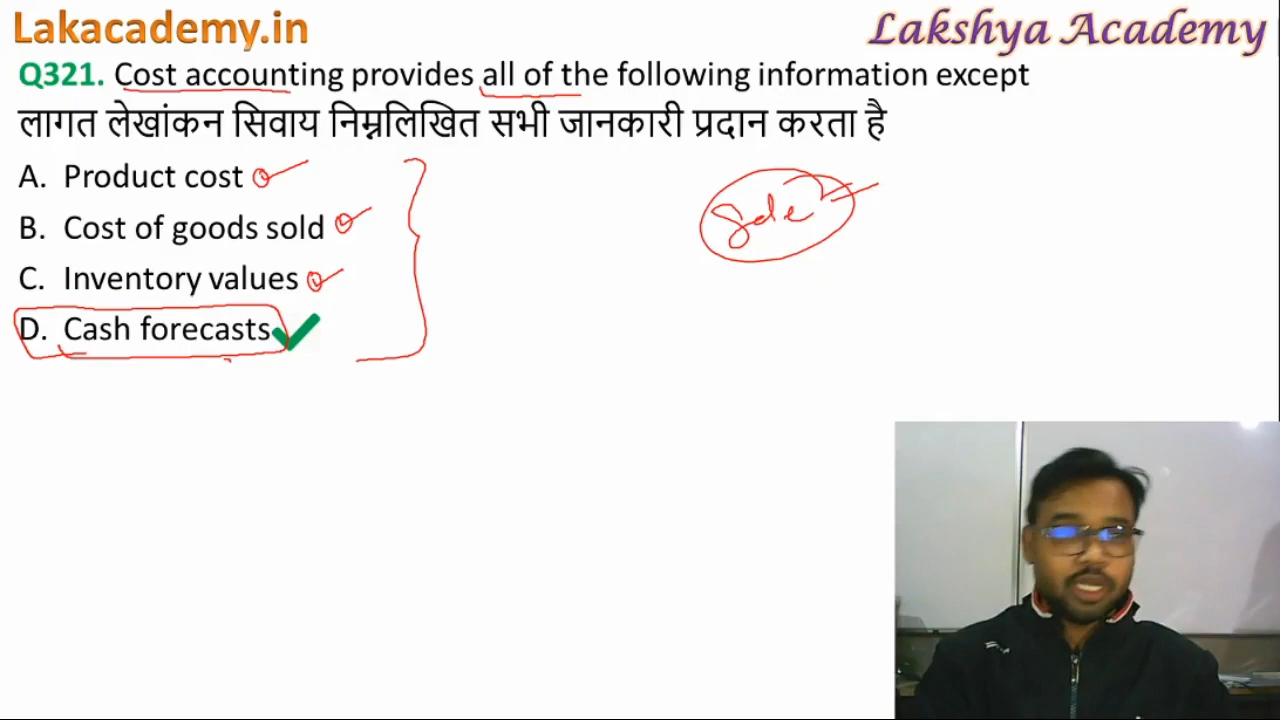 Lakacademy.in
Lakshya Academy
Q321. Cost accounting provides all of the following information except
लागत लेखांकन सिवाय निम्नलिखित सभी जानकारी प्रदान करता है
A. Product cost
B. Cost of goods sold
C. Inventory values
D. Cash forecasts
Sale